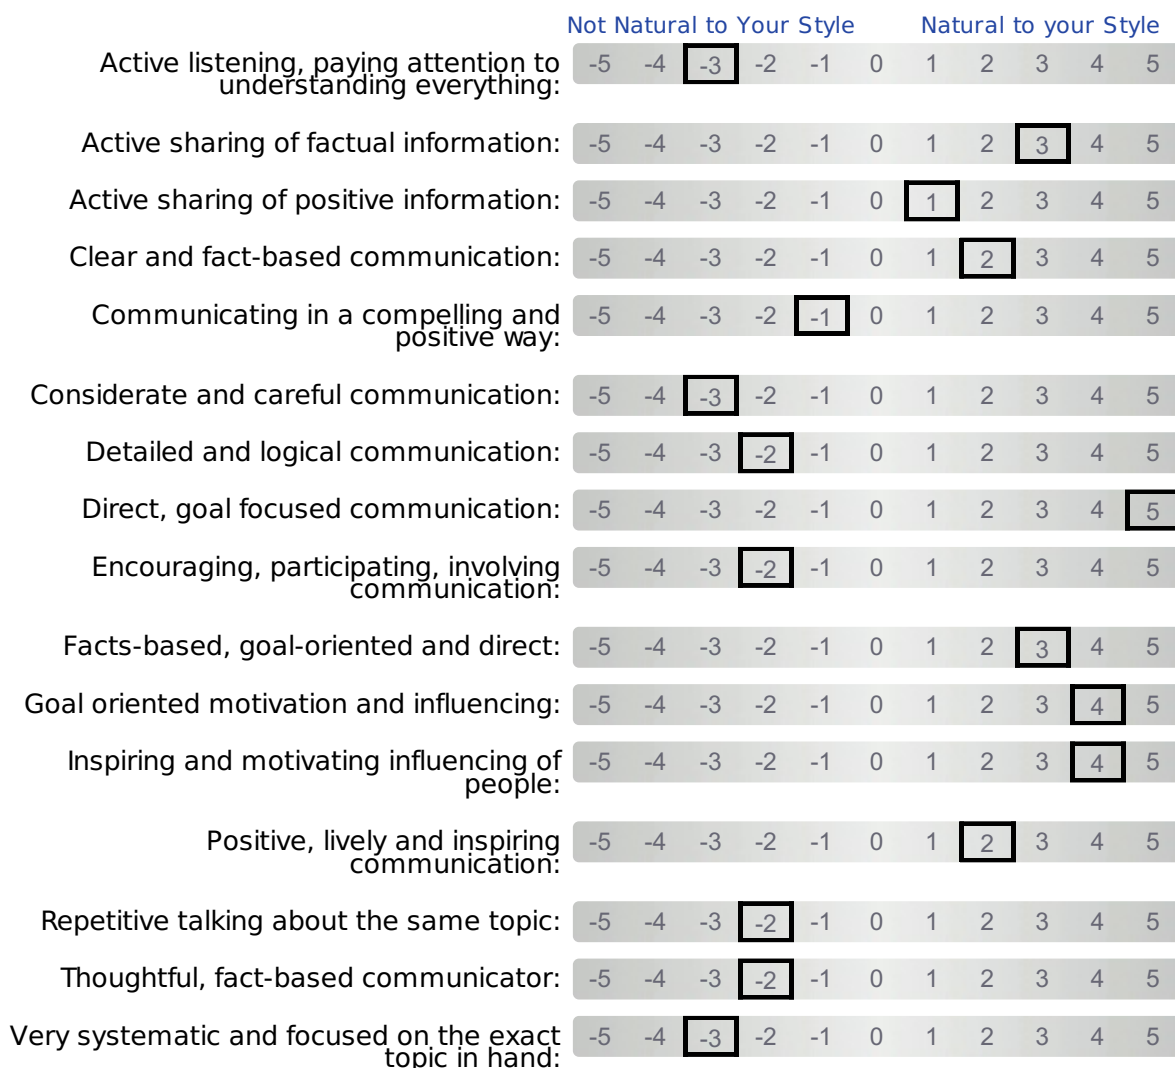 Not Natural to Your Style Natural to your Style
Active listening, paying attention to
understanding everything:
-5 -4 -3 -2 -1 0 1 2 3 4 5
Active sharing of factual information: -5 -4 -3 -2 -1 0 1 2 3 4 5
Active sharing of positive information: -5 -4 -3 -2 -1 0 1 2 3 4 5
Clear and fact-based communication: -5 -4 -3 -2 -1 0 1 2 3 4 5
Communicating in a compelling and
positive way:
-5 -4 -3 -2 -1 0 1 2 3 4 5
Considerate and careful communication: -5 -4 -3 -2 -1 0 1 2 3 4 5
Detailed and logical communication: -5 -4 -3 -2 -1 0 1 2 3 4 5
Direct, goal focused communication: -5 -4 -3 -2 -1 0 1 2 3 4 5
Encouraging, participating, involving
communication:
-5 -4 -3 -2 -1 0 1 2 3 4 5
Facts-based, goal-oriented and direct: -5 -4 -3 -2 -1 0 1 2 3 4 5
Goal oriented motivation and influencing: -5 -4 -3 -2 -1 0 1 2 3 4 5
Inspiring and motivating influencing of
people:
-5 -4 -3 -2 -1 0 1 2 3 4 5
Positive, lively and inspiring
communication:
-5 -4 -3 -2 -1 0 1 2 3 4 5
Repetitive talking about the same topic: -5 -4 -3 -2 -1 0 1 2 3 4 5
Thoughtful, fact-based communicator: -5 -4 -3 -2 -1 0 1 2 3 4 5
Very systematic and focused on the exact
topic in hand:
-5 -4 -3 -2 -1 0 1 2 3 4 5